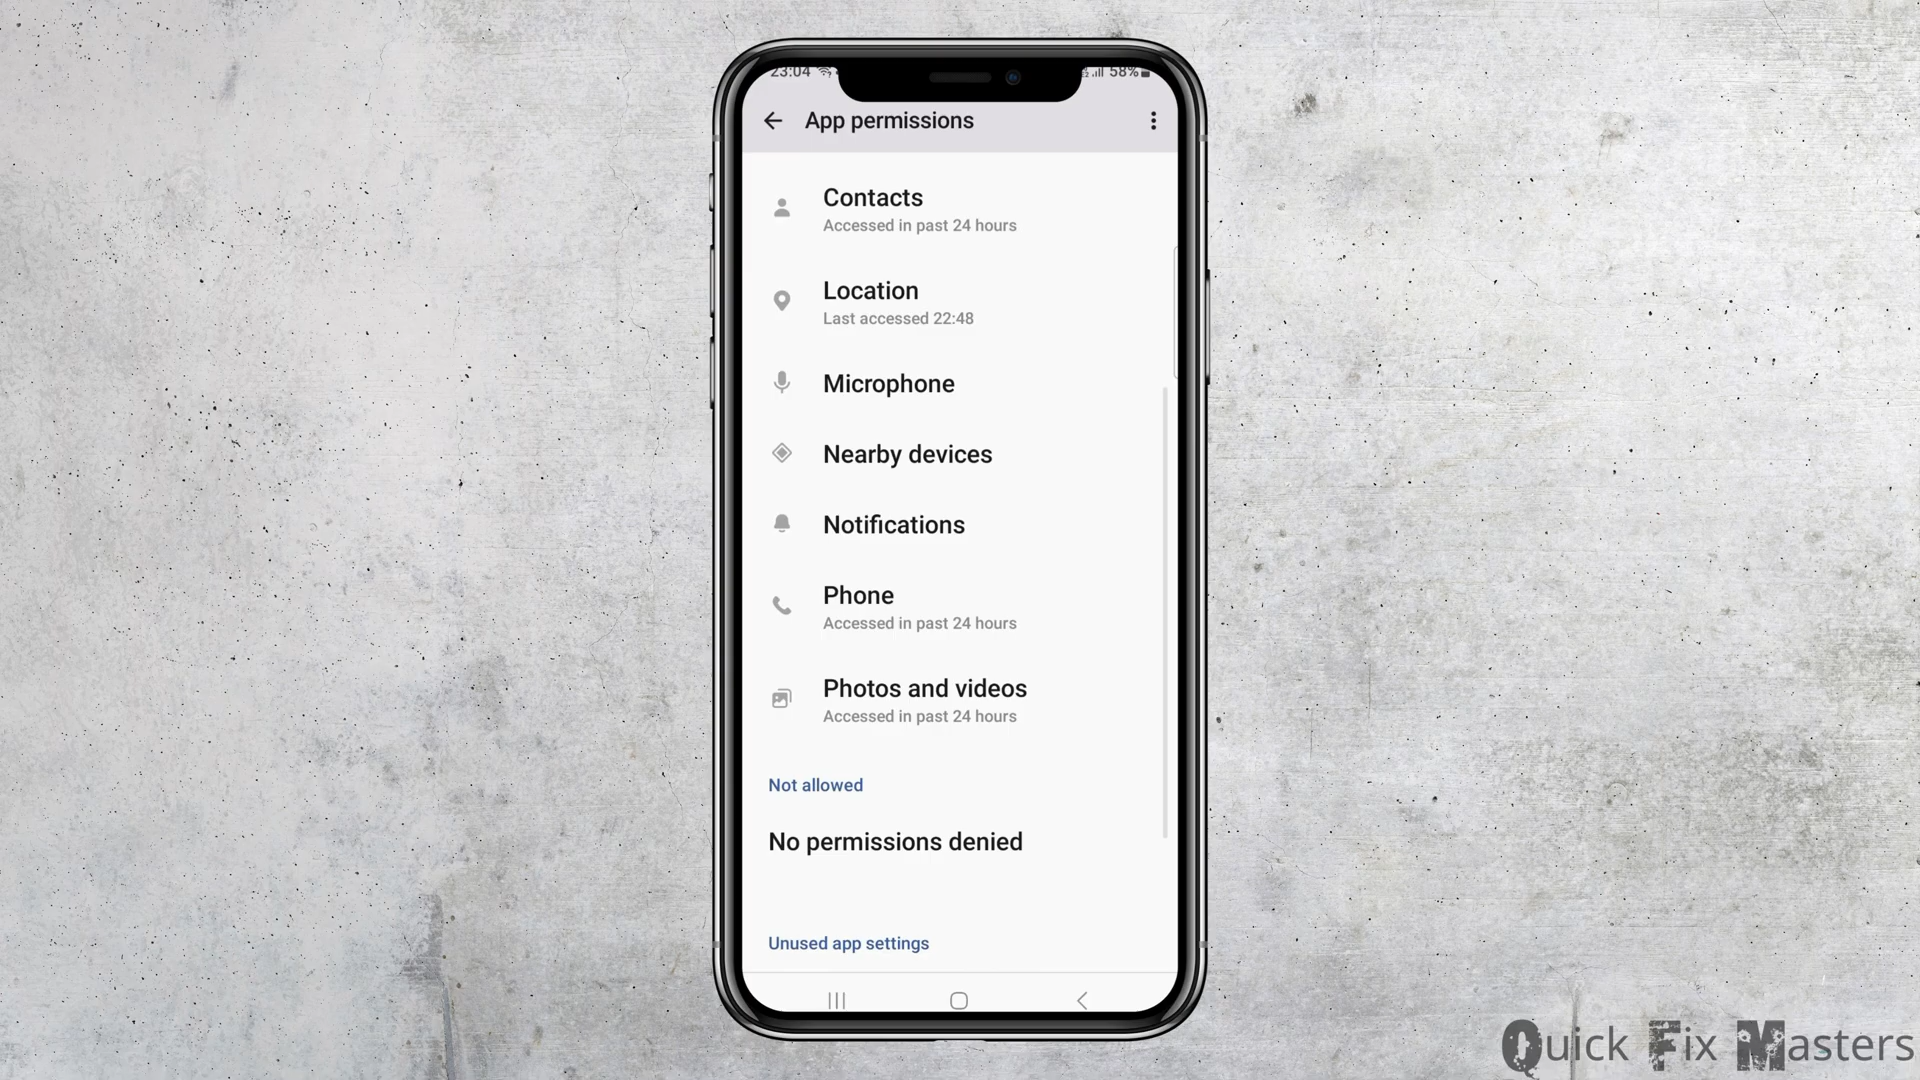 23:04
58%
App permissions
Contacts
Accessed in past 24 hours
Location
Last accessed 22:48
Microphone
Nearby devices
Notifications
Phone
Accessed in past 24 hours
Photos and videos
Accessed in past 24 hours
Not allowed
No permissions denied
Unused app settings
Quick Fix Masters